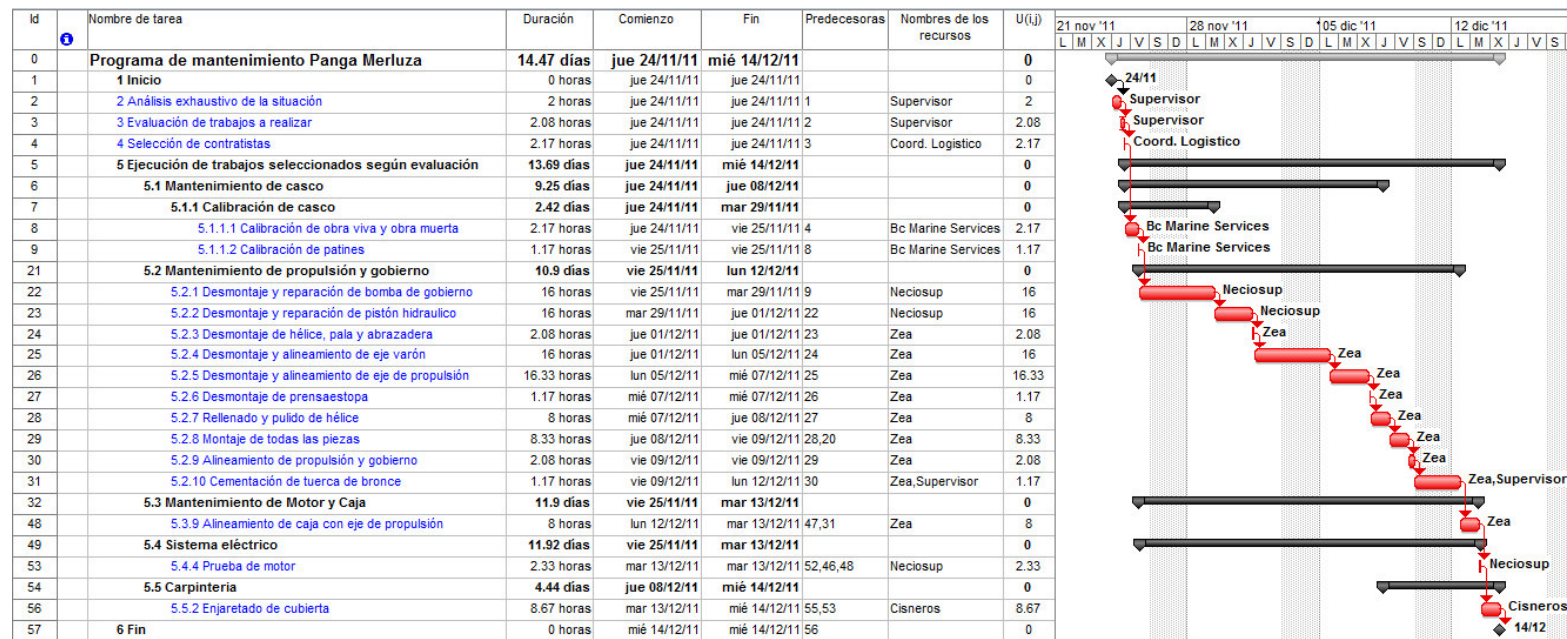 Id Nombre de tarea Duración Comienzo Fin Predecesoras Nombres de los recursos U(i,j) 21 nov '11 28 nov '11 05 dic '11 12 dic '11
L M X J V S D L M X J V S D L M X J V S D L M X J V S
0 Programa de mantenimiento Panga Merluza 14.47 días jue 24/11/11 mié 14/12/11 0
1 1 Inicio 0 horas jue 24/11/11 jue 24/11/11 0 24/11
2 2 Análisis exhaustivo de la situación 2 horas jue 24/11/11 jue 24/11/11 1 Supervisor 2 Supervisor
3 3 Evaluación de trabajos a realizar 2.08 horas jue 24/11/11 jue 24/11/11 2 Supervisor 2.08 Supervisor
4 4 Selección de contratistas 2.17 horas jue 24/11/11 jue 24/11/11 3 Coord. Logistico 2.17 Coord. Logistico
5 5 Ejecución de trabajos seleccionados según evaluación 13.69 días jue 24/11/11 mié 14/12/11 0
6 5.1 Mantenimiento de casco 9.25 días jue 24/11/11 jue 08/12/11 0
7 5.1.1 Calibración de casco 2.42 días jue 24/11/11 mar 29/11/11 0
8 5.1.1.1 Calibración de obra viva y obra muerta 2.17 horas jue 24/11/11 vie 25/11/11 4 Bc Marine Services 2.17 Bc Marine Services
9 5.1.1.2 Calibración de patines 1.17 horas vie 25/11/11 vie 25/11/11 8 Bc Marine Services 1.17 Bc Marine Services
21 5.2 Mantenimiento de propulsión y gobierno 10.9 días vie 25/11/11 lun 12/12/11 0
22 5.2.1 Desmontaje y reparación de bomba de gobierno 16 horas vie 25/11/11 mar 29/11/11 9 Neciosup 16 Neciosup
23 5.2.2 Desmontaje y reparación de pistón hidraulico 16 horas mar 29/11/11 jue 01/12/11 22 Neciosup 16 Neciosup
24 5.2.3 Desmontaje de hélice, pala y abrazadera 2.08 horas jue 01/12/11 jue 01/12/11 23 Zea 2.08 Zea
25 5.2.4 Desmontaje y alineamiento de eje varón 16 horas jue 01/12/11 lun 05/12/11 24 Zea 16 Zea
26 5.2.5 Desmontaje y alineamiento de eje de propulsión 16.33 horas lun 05/12/11 mié 07/12/11 25 Zea 16.33 Zea
27 5.2.6 Desmontaje de prensaestopa 1.17 horas mié 07/12/11 mié 07/12/11 26 Zea 1.17 Zea
28 5.2.7 Rellenado y pulido de hélice 8 horas mié 07/12/11 jue 08/12/11 27 Zea 8 Zea
29 5.2.8 Montaje de todas las piezas 8.33 horas jue 08/12/11 vie 09/12/11 28,20 Zea 8.33 Zea
30 5.2.9 Alineamiento de propulsión y gobierno 2.08 horas vie 09/12/11 vie 09/12/11 29 Zea 2.08 Zea
31 5.2.10 Cementación de tuerca de bronce 1.17 horas vie 09/12/11 lun 12/12/11 30 Zea,Supervisor 1.17 Zea,Supervisor
32 5.3 Mantenimiento de Motor y Caja 11.9 días vie 25/11/11 mar 13/12/11 0
48 5.3.9 Alineamiento de caja con eje de propulsión 8 horas lun 12/12/11 mar 13/12/11 47,31 Zea 8 Zea
49 5.4 Sistema eléctrico 11.92 días vie 25/11/11 mar 13/12/11 0
53 5.4.4 Prueba de motor 2.33 horas mar 13/12/11 mar 13/12/11 52,46,48 Neciosup 2.33 Neciosup
54 5.5 Carpinteria 4.44 días jue 08/12/11 mié 14/12/11 0
56 5.5.2 Enjaretado de cubierta 8.67 horas mar 13/12/11 mié 14/12/11 55,53 Cisneros 8.67 Cisneros
57 6 Fin 0 horas mié 14/12/11 mié 14/12/11 56 0 14/12